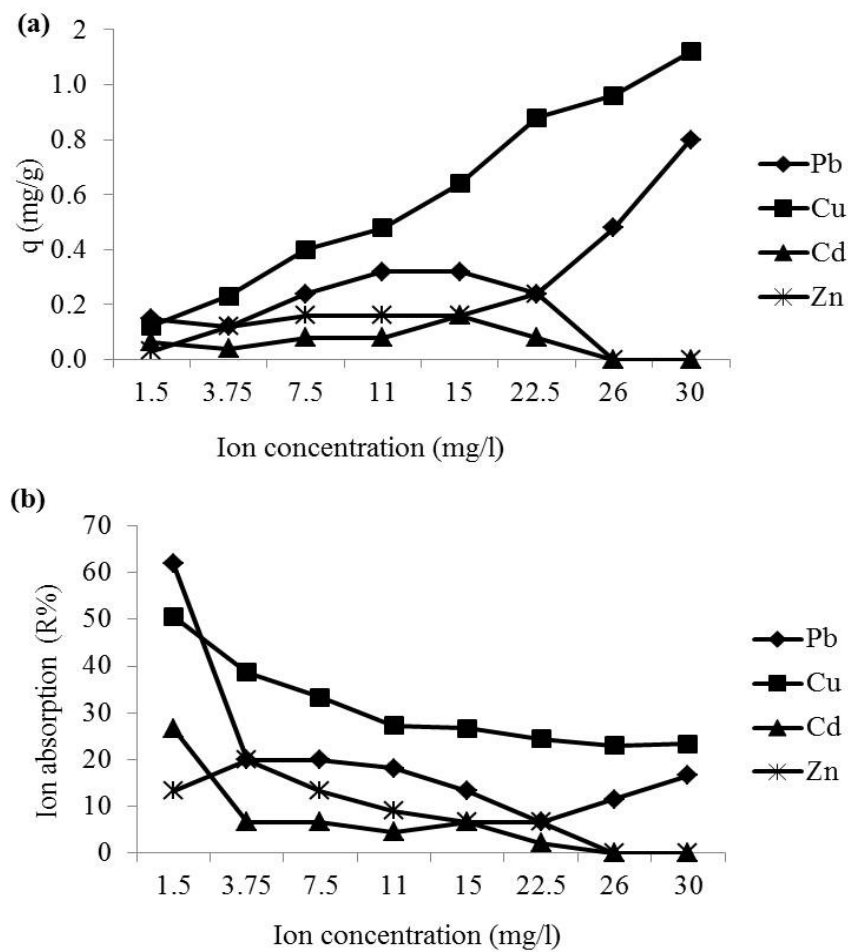 (a)
2
1.0
0.8
0.6
0.4
0.2
0.0
q (mg/g)
1.5 3.75 7.5 11 15 22.5 26 30
Ion concentration (mg/l)
Pb
Cu
Cd
Zn
(b)
70
60
50
40
30
20
10
0
Ion absorption (R%)
1.5 3.75 7.5 11 15 22.5 26 30
Ion concentration (mg/l)
Pb
Cu
Cd
Zn